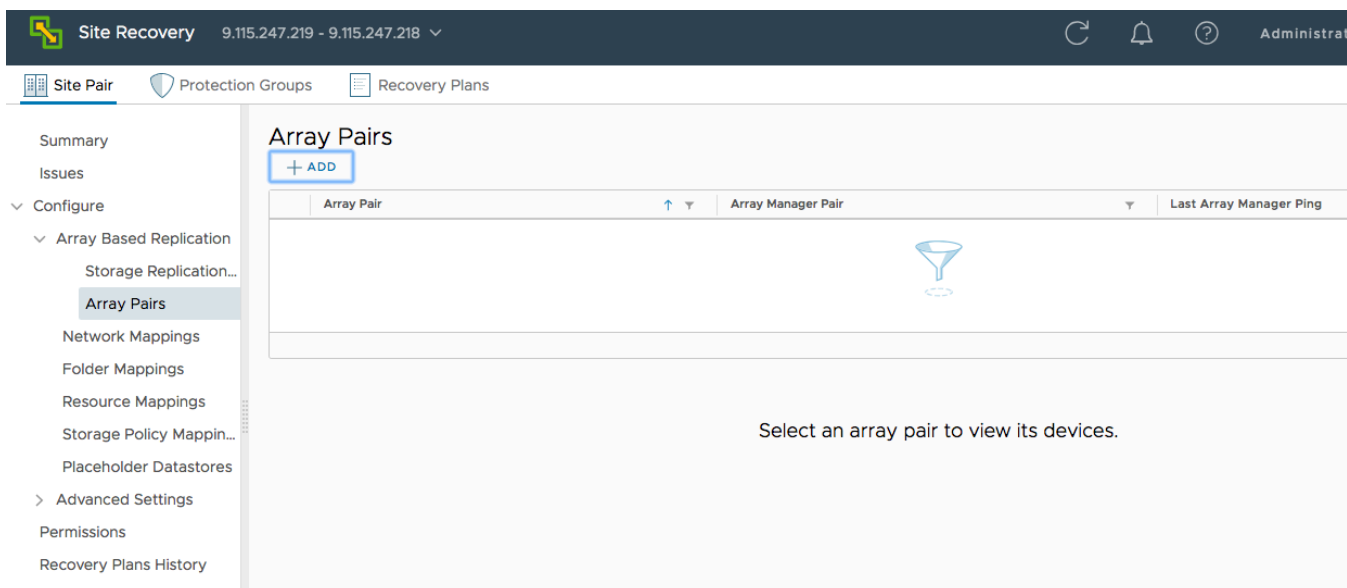 Site Recovery 9.115.247.219 - 9.115.247.218
Site Pair Protection Groups Recovery Plans
Summary
Issues
Configure
Array Based Replication
Storage Replication...
Array Pairs
Network Mappings
Folder Mappings
Resource Mappings
Storage Policy Mappin...
Placeholder Datastores
Advanced Settings
Permissions
Recovery Plans History
Array Pairs
+ ADD
Array Pair Array Manager Pair Last Array Manager Ping
Select an array pair to view its devices.